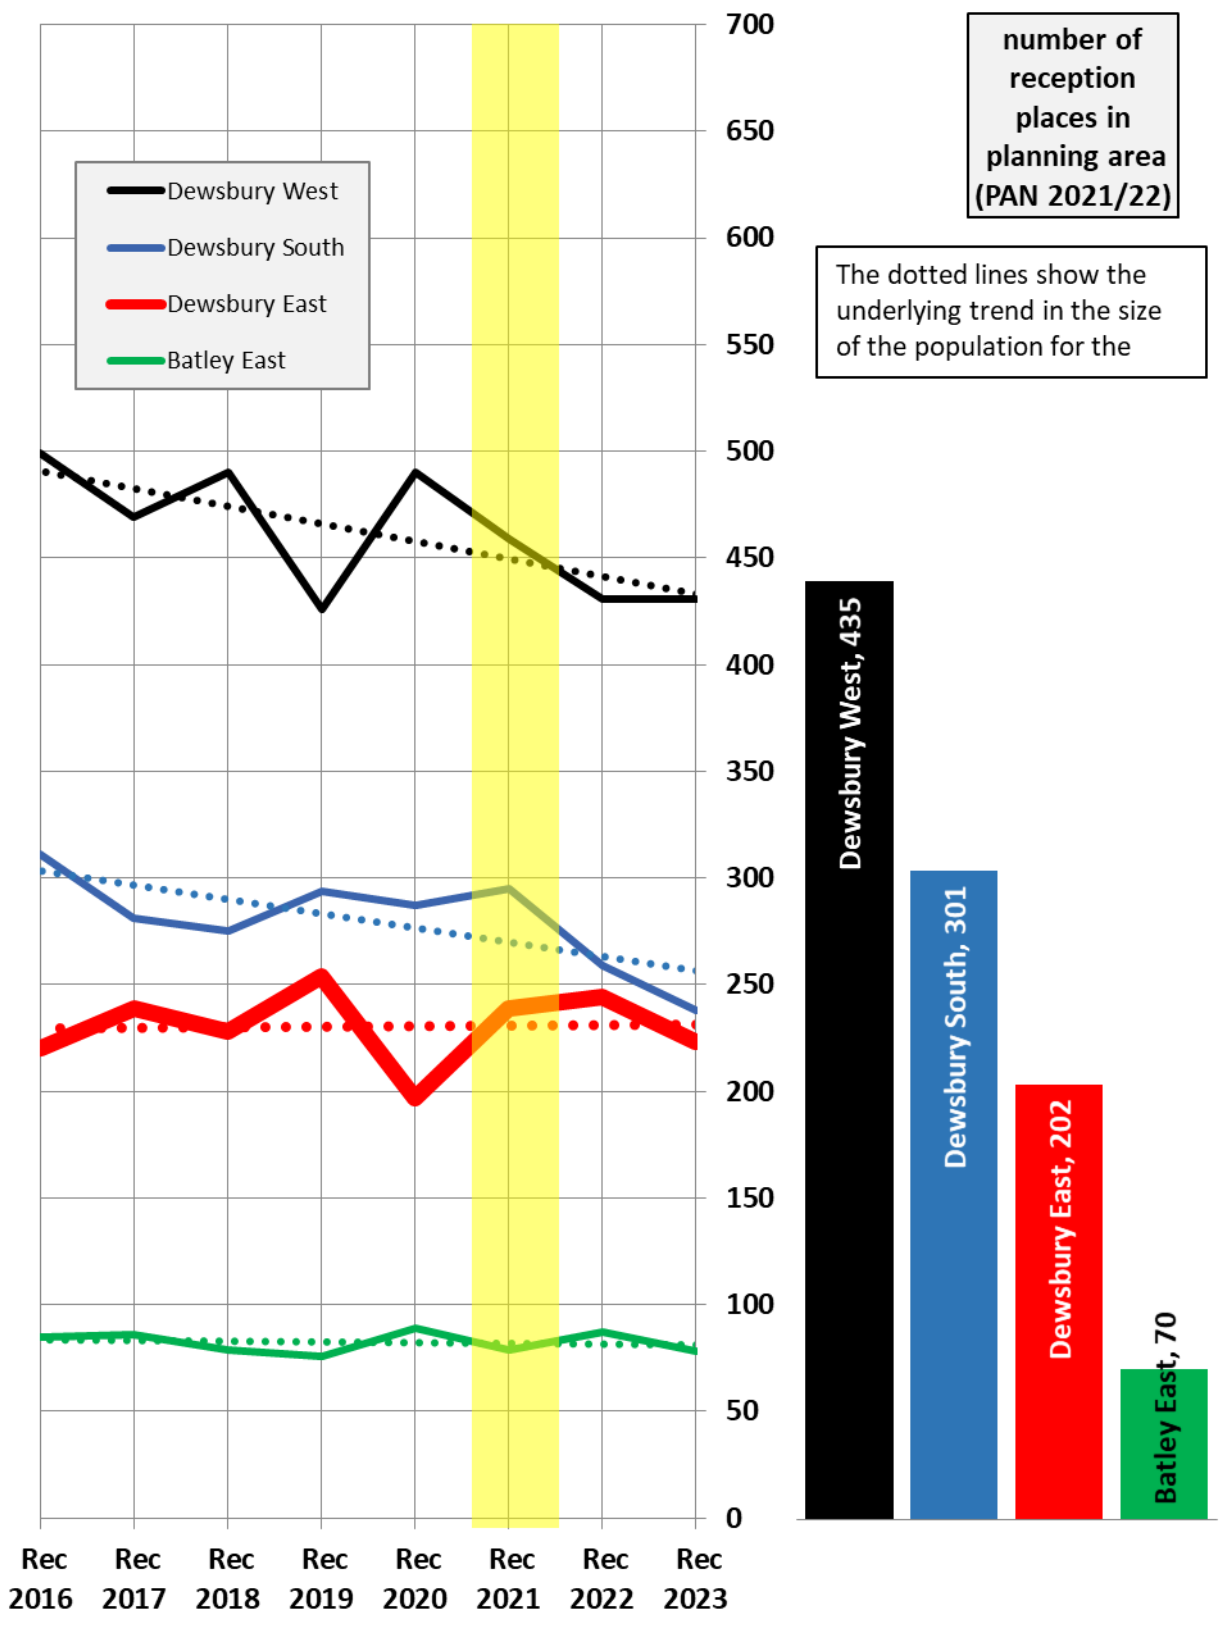 700
650
600
550
500
450
400
350
300
250
200
150
100
50
0
Dewsbury West
Dewsbury South
Dewsbury East
Batley East
Rec 2016
Rec 2017
Rec 2018
Rec 2019
Rec 2020
Rec 2021
Rec 2022
Rec 2023
number of
reception
places in
planning area
(PAN 2021/22)
The dotted lines show the
underlying trend in the size
of the population for the
Dewsbury West, 435
Dewsbury South, 301
Dewsbury East, 202
Batley East, 70